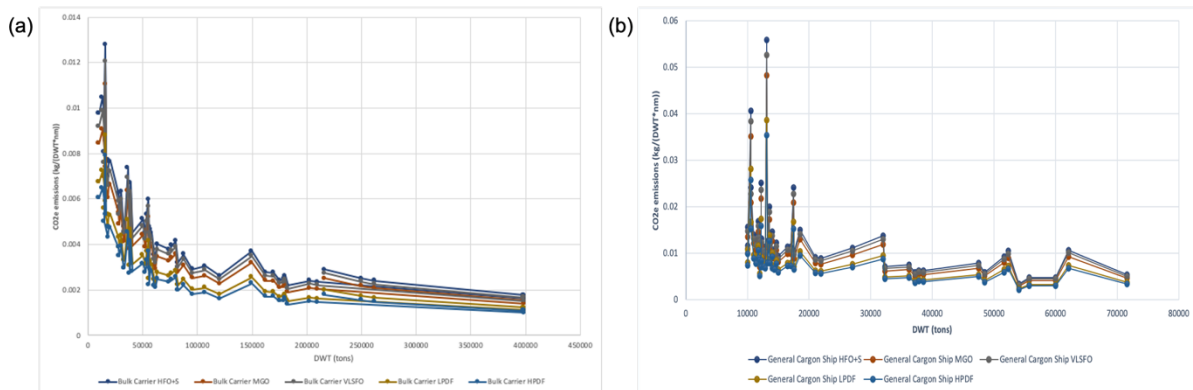 (a)
CO2e emissions (kg/(DWT*nm))
0.014
0.012
0.01
0.008
0.006
0.004
0.002
0
0 50000 100000 150000 200000 250000 300000 350000 400000 450000
DWT (tons)
Bulk Carrier HFO+S Bulk Carrier MGO Bulk Carrier VLSFO Bulk Carrier LPDF Bulk Carrier HPDF
(b)
CO2e emissions (kg/(DWT*nm))
0.06
0.05
0.04
0.03
0.02
0.01
0
0 10000 20000 30000 40000 50000 60000 70000 80000
DWT (tons)
General Cargon Ship HFO+S General Cargon Ship MGO General Cargon Ship VLSFO
General Cargon Ship LPDF General Cargon Ship HPDF